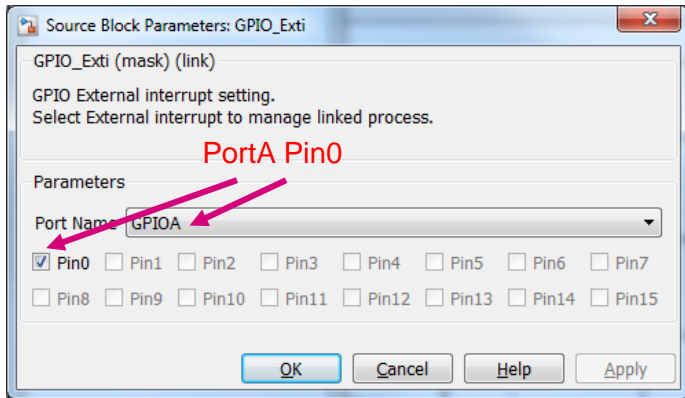 Source Block Parameters: GPIO_Exti
GPIO_Exti (mask) (link)
GPIO External interrupt setting.
Select External interrupt to manage linked process.
PortA Pin0
Parameters
Port Name GPIOA
Pin0 Pin1 Pin2 Pin3 Pin4 Pin5 Pin6 Pin7
Pin8 Pin9 Pin10 Pin11 Pin12 Pin13 Pin14 Pin15
OK Cancel Help Apply